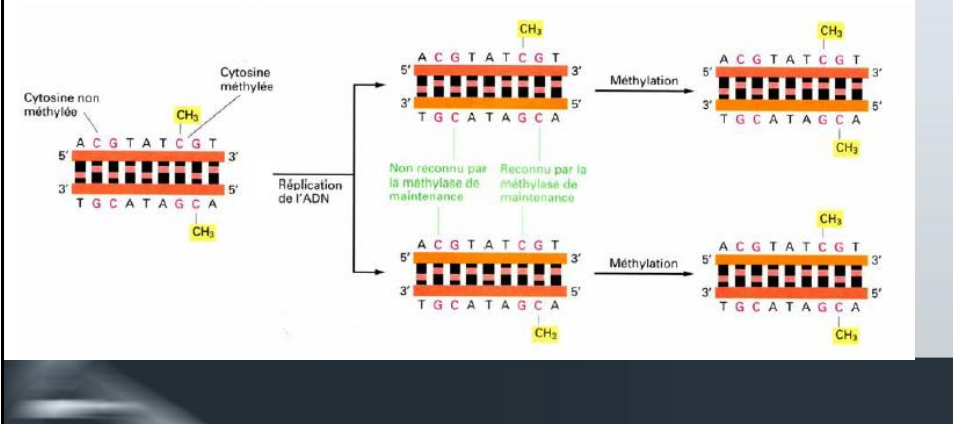 Cytosine non
méthylée
Cytosine
méthylée
CH₃
A C G T A T C G T
5' 3'
3' 5'
T G C A T A G C A
CH₃
Réplication
de l'ADN
CH₃
A C G T A T C G T
5' 3'
3' 5'
T G C A T A G C A
Non reconnu par
la méthylase de
maintenance
Reconnu par la
méthylase de
maintenance
A C G T A T C G T
5' 3'
3' 5'
T G C A T A G C A
CH₃
Méthylation
CH₃
A C G T A T C G T
5' 3'
3' 5'
T G C A T A G C A
CH₃
Méthylation
CH₃
A C G T A T C G T
5' 3'
3' 5'
T G C A T A G C A
CH₃